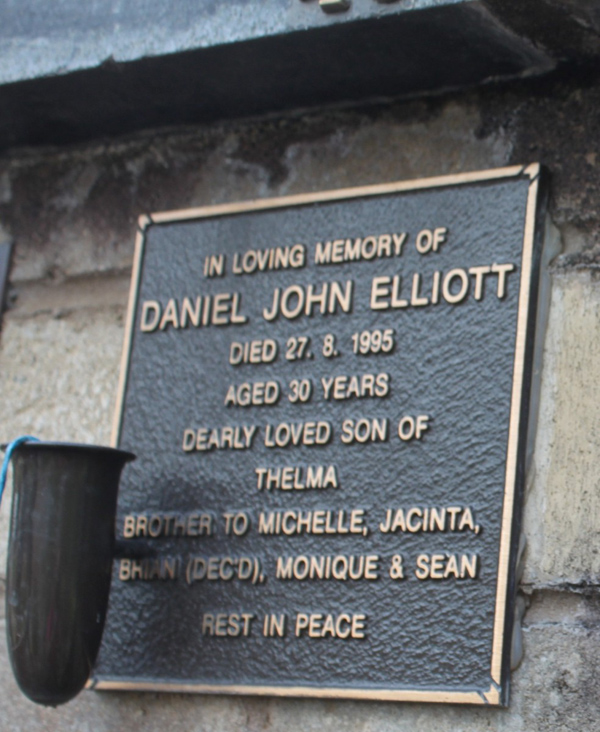 IN LOVING MEMORY OF
DANIEL JOHN ELLIOTT
DIED 27. 8. 1995
AGED 30 YEARS
DEARLY LOVED SON OF
THELMA
BROTHER TO MICHELLE, JACINTA,
BRIAN (DEC'D), MONIQUE & SEAN
REST IN PEACE